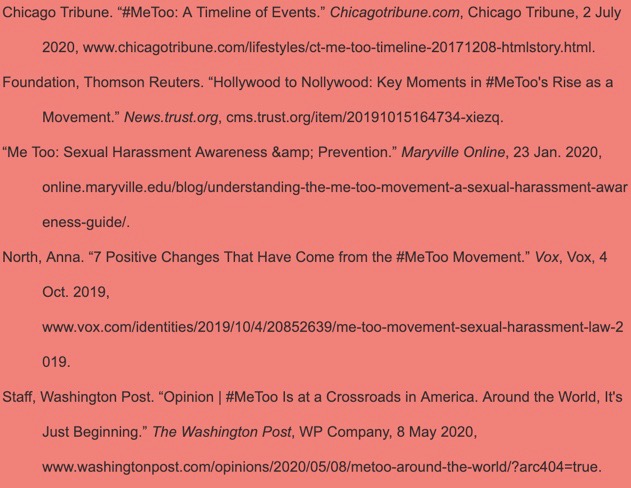 Chicago Tribune. “#MeToo: A Timeline of Events.” Chicagotribune.com, Chicago Tribune, 2 July
2020, www.chicagotribune.com/lifestyles/ct-me-too-timeline-20171208-htmlstory.html.
Foundation, Thomson Reuters. “Hollywood to Nollywood: Key Moments in #MeToo's Rise as a
Movement.” News.trust.org, cms.trust.org/item/20191015164734-xiezq.
“Me Too: Sexual Harassment Awareness &amp; Prevention.” Maryville Online, 23 Jan. 2020,
online.maryville.edu/blog/understanding-the-me-too-movement-a-sexual-harassment-awar
eness-guide/.
North, Anna. “7 Positive Changes That Have Come from the #MeToo Movement.” Vox, Vox, 4
Oct. 2019,
www.vox.com/identities/2019/10/4/20852639/me-too-movement-sexual-harassment-law-2
019.
Staff, Washington Post. “Opinion | #MeToo Is at a Crossroads in America. Around the World, It's
Just Beginning.” The Washington Post, WP Company, 8 May 2020,
www.washingtonpost.com/opinions/2020/05/08/metoo-around-the-world/?arc404=true.